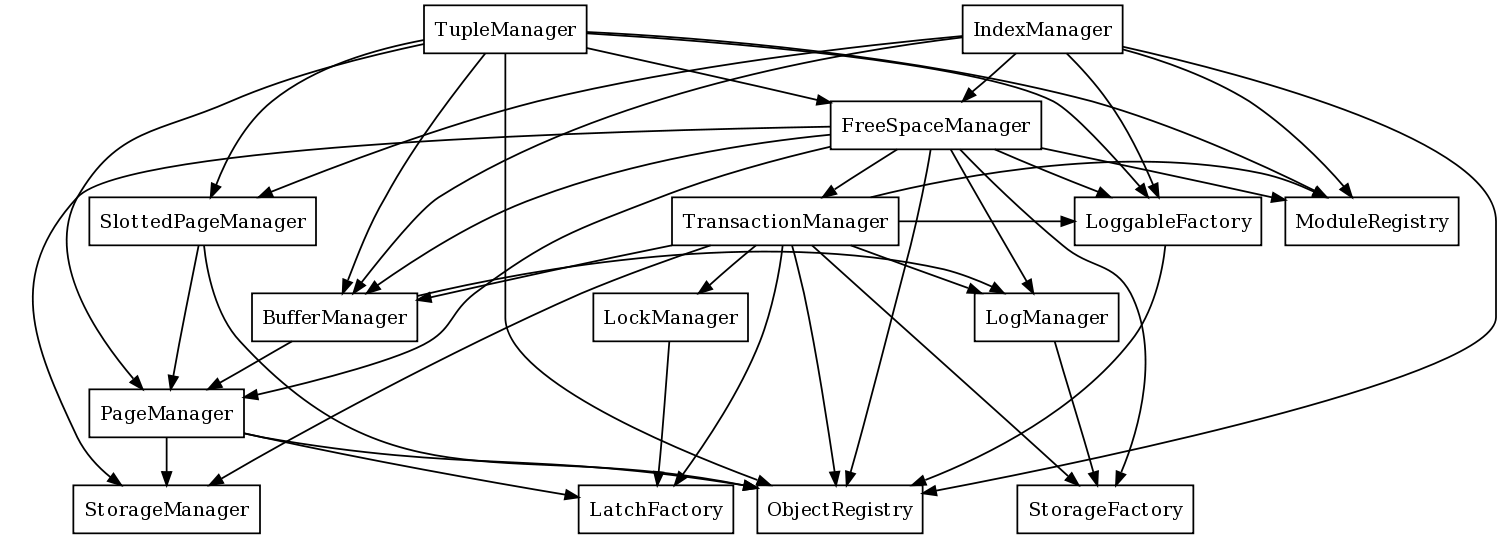 TupleManager
IndexManager
FreeSpaceManager
SlottedPageManager
TransactionManager
LoggableFactory
ModuleRegistry
BufferManager
LockManager
LogManager
PageManager
StorageManager
LatchFactory
ObjectRegistry
StorageFactory